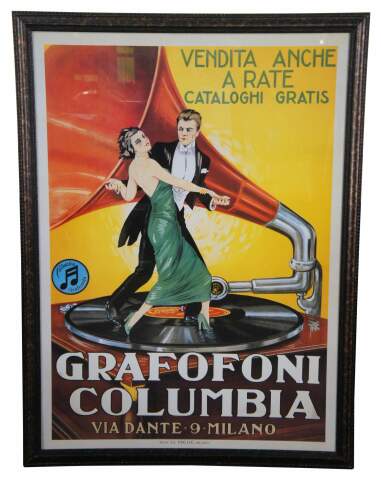 VENDITA ANCHE
A RATE
CATALOGHI GRATIS
GRAFOFONI
COLUMBIA
VIA DANTE·9·MILANO